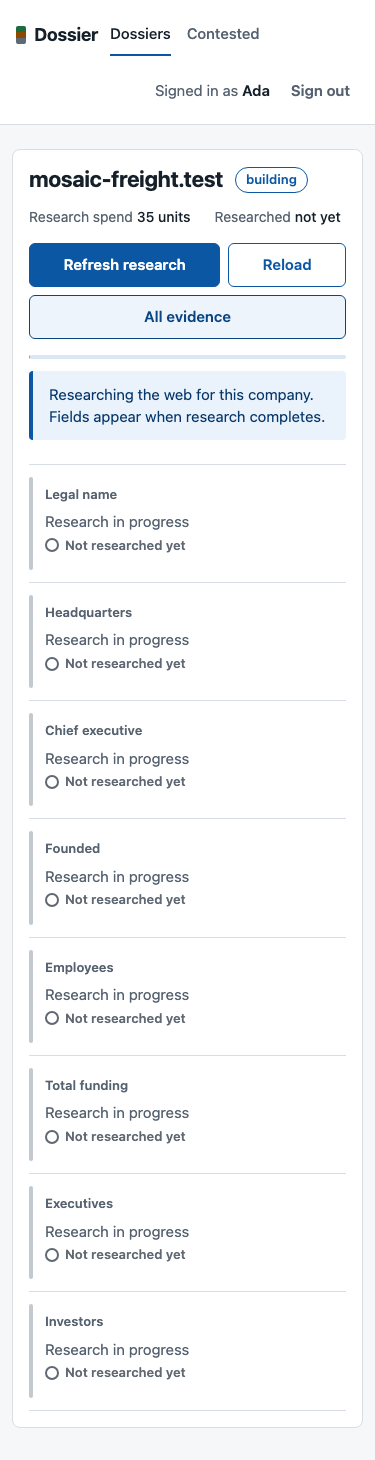 Dossier Dossiers Contested
Signed in as Ada Sign out
mosaic-freight.test building
Research spend 35 units Researched not yet
Refresh research Reload
All evidence
Researching the web for this company.
Fields appear when research completes.
Legal name
Research in progress
Not researched yet
Headquarters
Research in progress
Not researched yet
Chief executive
Research in progress
Not researched yet
Founded
Research in progress
Not researched yet
Employees
Research in progress
Not researched yet
Total funding
Research in progress
Not researched yet
Executives
Research in progress
Not researched yet
Investors
Research in progress
Not researched yet